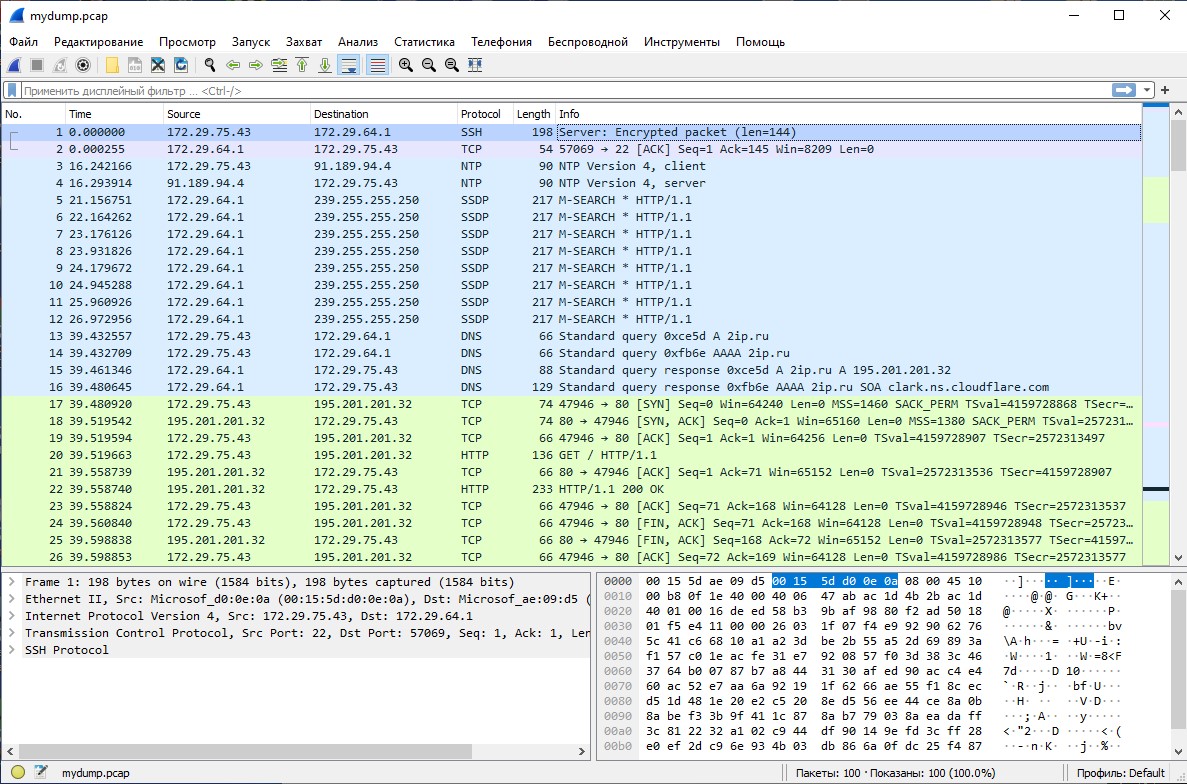 mydump.pcap
Файл Редактирование Просмотр Запуск Захват Анализ Статистика Телефония Беспроводной Инструменты Помощь
Применить дисплейный фильтр ... <Ctrl-/>
No. Time Source Destination Protocol Length Info
1 0.000000 172.29.75.43 172.29.64.1 SSH 198 Server: Encrypted packet (len=144)
2 0.000255 172.29.64.1 172.29.75.43 TCP 54 57069 → 22 [ACK] Seq=1 Ack=145 Win=8209 Len=0
3 16.242166 172.29.75.43 91.189.94.4 NTP 90 NTP Version 4, client
4 16.293914 91.189.94.4 172.29.75.43 NTP 90 NTP Version 4, server
5 21.156751 172.29.64.1 239.255.255.250 SSDP 217 M-SEARCH * HTTP/1.1
6 22.164262 172.29.64.1 239.255.255.250 SSDP 217 M-SEARCH * HTTP/1.1
7 23.176126 172.29.64.1 239.255.255.250 SSDP 217 M-SEARCH * HTTP/1.1
8 23.931826 172.29.64.1 239.255.255.250 SSDP 217 M-SEARCH * HTTP/1.1
9 24.179672 172.29.64.1 239.255.255.250 SSDP 217 M-SEARCH * HTTP/1.1
10 24.945288 172.29.64.1 239.255.255.250 SSDP 217 M-SEARCH * HTTP/1.1
11 25.960926 172.29.64.1 239.255.255.250 SSDP 217 M-SEARCH * HTTP/1.1
12 26.972956 172.29.64.1 239.255.255.250 SSDP 217 M-SEARCH * HTTP/1.1
13 39.432557 172.29.75.43 172.29.64.1 DNS 66 Standard query 0xce5d A 2ip.ru
14 39.432709 172.29.75.43 172.29.64.1 DNS 66 Standard query 0xfb6e AAAA 2ip.ru
15 39.461346 172.29.64.1 172.29.75.43 DNS 88 Standard query response 0xce5d A 2ip.ru A 195.201.201.32
16 39.480645 172.29.64.1 172.29.75.43 DNS 129 Standard query response 0xfb6e AAAA 2ip.ru SOA clark.ns.cloudflare.com
17 39.480920 172.29.75.43 195.201.201.32 TCP 74 47946 → 80 [SYN] Seq=0 Win=64240 Len=0 MSS=1460 SACK_PERM TSval=4159728868 TSecr=…
18 39.519542 195.201.201.32 172.29.75.43 TCP 74 80 → 47946 [SYN, ACK] Seq=0 Ack=1 Win=65160 Len=0 MSS=1380 SACK_PERM TSval=257231…
19 39.519594 172.29.75.43 195.201.201.32 TCP 66 47946 → 80 [ACK] Seq=1 Ack=1 Win=64256 Len=0 TSval=4159728907 TSecr=2572313497
20 39.519663 172.29.75.43 195.201.201.32 HTTP 136 GET / HTTP/1.1
21 39.558739 195.201.201.32 172.29.75.43 TCP 66 80 → 47946 [ACK] Seq=1 Ack=71 Win=65152 Len=0 TSval=2572313536 TSecr=4159728907
22 39.558740 195.201.201.32 172.29.75.43 HTTP 233 HTTP/1.1 200 OK
23 39.558824 172.29.75.43 195.201.201.32 TCP 66 47946 → 80 [ACK] Seq=71 Ack=168 Win=64128 Len=0 TSval=4159728946 TSecr=2572313537
24 39.560840 172.29.75.43 195.201.201.32 TCP 66 47946 → 80 [FIN, ACK] Seq=71 Ack=168 Win=64128 Len=0 TSval=4159728948 TSecr=25723…
25 39.598838 195.201.201.32 172.29.75.43 TCP 66 80 → 47946 [FIN, ACK] Seq=168 Ack=72 Win=65152 Len=0 TSval=2572313577 TSecr=41597…
26 39.598853 172.29.75.43 195.201.201.32 TCP 66 47946 → 80 [ACK] Seq=72 Ack=169 Win=64128 Len=0 TSval=4159728986 TSecr=2572313577
Frame 1: 198 bytes on wire (1584 bits), 198 bytes captured (1584 bits)
Ethernet II, Src: Microsof_d0:0e:0a (00:15:5d:d0:0e:0a), Dst: Microsof_ae:09:d5 (
Internet Protocol Version 4, Src: 172.29.75.43, Dst: 172.29.64.1
Transmission Control Protocol, Src Port: 22, Dst Port: 57069, Seq: 1, Ack: 1, Ler
SSH Protocol
0000 00 15 5d ae 09 d5 00 15 5d d0 0e 0a 08 00 45 10 ··]·····]·····E·
0010 00 b8 0f 1e 40 00 40 06 47 ab ac 1d 4b 2b ac 1d ····@·@·G···K+··
0020 40 01 00 16 de ed 58 b3 9b af 98 80 f2 ad 50 18 @·····X·······P·
0030 01 f5 e4 11 00 00 26 03 1f 07 f4 e9 92 90 62 76 ······&·······bv
0040 5c 41 c6 68 10 a1 a2 3d be 2b 55 a5 2d 69 89 3a \A·h···=·+U·-i·:
0050 f1 57 c0 1e ac fe 31 e7 92 08 57 f0 3d 38 3c 46 ·W····1···W·=8<F
0060 37 64 b0 07 87 b7 a8 44 31 30 af ed 90 ac c4 e4 7d·····D10······
0070 60 ac 52 e7 aa 6a 92 19 1f 62 66 ae 55 f1 8c ec `·R··j···bf·U···
0080 d5 1d 48 1e 20 e2 c5 20 8e d5 56 ee 44 ce 8a 0b ··H· ·· ··V·D···
0090 8a be f3 3b 9f 41 1c 87 8a b7 79 03 8a ea da ff ···;·A····y·····
00a0 3c 81 22 32 a1 02 c9 44 df 90 14 9e fd 3c ff 28 <·"2···D·····<·(
00b0 e0 ef 2d c9 6e 93 4b 03 db 86 6a 0f dc 25 f4 87 ··-·n·K···j··%··
mydump.pcap Пакеты: 100 · Показаны: 100 (100.0%) Профиль: Default